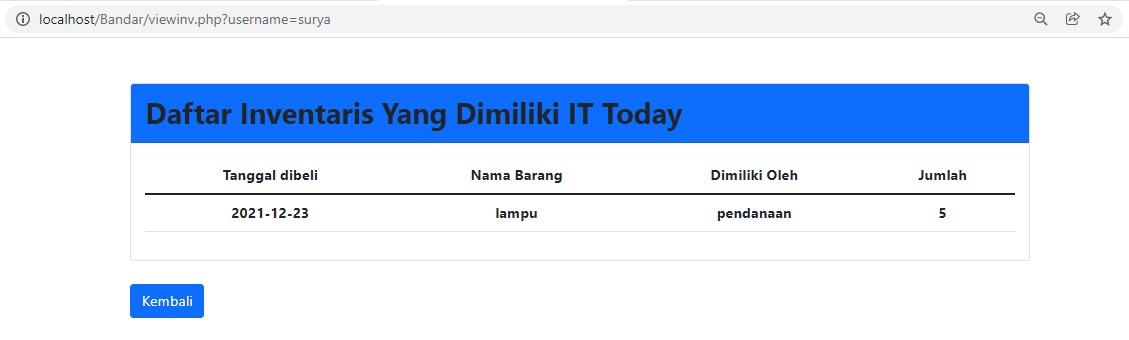 localhost/Bandar/viewinv.php?username=surya
Daftar Inventaris Yang Dimiliki IT Today
Tanggal dibeli Nama Barang Dimiliki Oleh Jumlah
2021-12-23 lampu pendanaan 5
Kembali